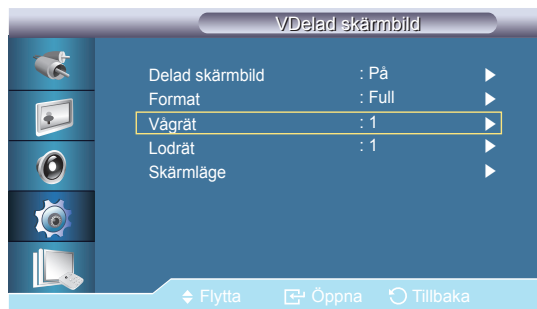 VDelad skärmbild
Delad skärmbild : På
Format : Full
Vågrät : 1
Lodrät : 1
Skärmläge
Flytta Öppna Tillbaka